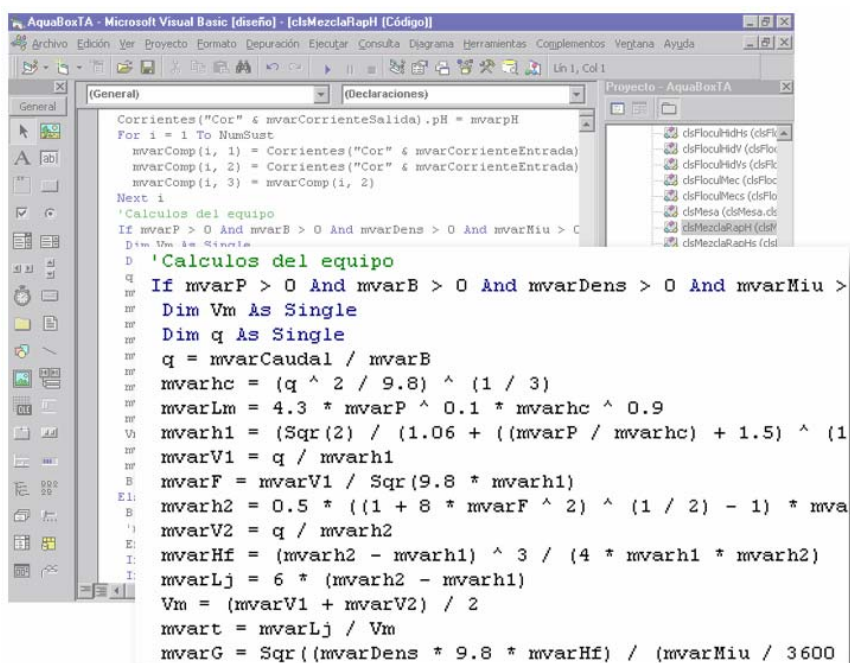 AquaBoxTA - Microsoft Visual Basic [diseño] - [clsMezclaRapH (Código)]
Archivo Edición Ver Proyecto Formato Depuración Ejecutar Consulta Diagrama Herramientas Complementos Ventana Ayuda
Lín 1, Col 1
General
(General)
(Declaraciones)
Proyecto - AquaBoxTA
Corrientes("Cor" & mvarCorrienteSalida).pH = mvarpH
For i = 1 To NumSust
mvarComp(i, 1) = Corrientes("Cor" & mvarCorrienteEntrada)
mvarComp(i, 2) = Corrientes("Cor" & mvarCorrienteEntrada)
mvarComp(i, 3) = mvarComp(i, 2)
Next i
'Calculos del equipo
If mvarP > 0 And mvarB > 0 And mvarDens > 0 And mvarMiu > 0
Dim Vm As Single
clsFloculHidHs (clsFlo
clsFloculHidV (clsFlo
clsFloculHidVs (clsFlo
clsFloculMec (clsFloc
clsFloculMecs (clsFlo
clsMesa (clsMesa.cls
clsMezclaRapH (clsM
clsMezclaRapHs (clsI
'Calculos del equipo
If mvarP > 0 And mvarB > 0 And mvarDens > 0 And mvarMiu >
Dim Vm As Single
Dim q As Single
q = mvarCaudal / mvarB
mvarhc = (q ^ 2 / 9.8) ^ (1 / 3)
mvarLm = 4.3 * mvarP ^ 0.1 * mvarhc ^ 0.9
mvarh1 = (Sqr(2) / (1.06 + ((mvarP / mvarhc) + 1.5) ^ (1
mvarV1 = q / mvarh1
mvarF = mvarV1 / Sqr(9.8 * mvarh1)
mvarh2 = 0.5 * ((1 + 8 * mvarF ^ 2) ^ (1 / 2) - 1) * mva
mvarV2 = q / mvarh2
mvarHf = (mvarh2 - mvarh1) ^ 3 / (4 * mvarh1 * mvarh2)
mvarLj = 6 * (mvarh2 - mvarh1)
Vm = (mvarV1 + mvarV2) / 2
mvart = mvarLj / Vm
mvarG = Sqr((mvarDens * 9.8 * mvarHf) / (mvarMiu / 3600